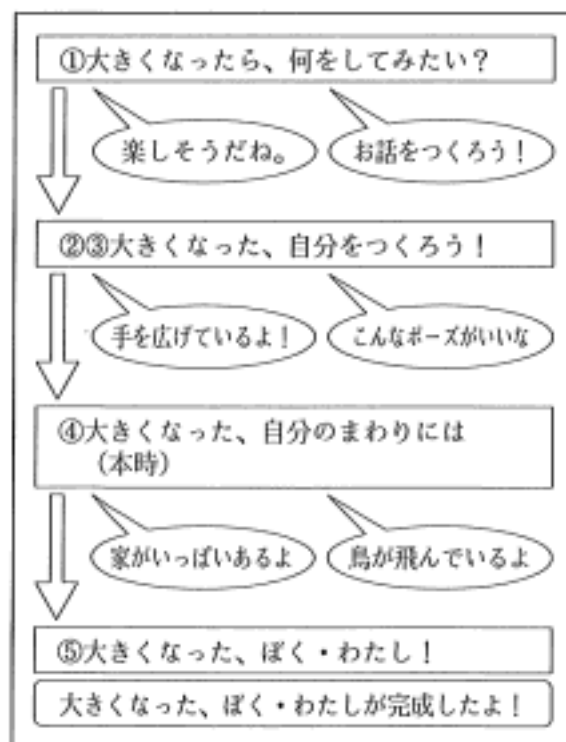 ①大きくなったら、何をしてみたい？
楽しそうだね。
お話をつくろう！
②③大きくなった、自分をつくろう！
手を広げているよ！
こんなポーズがいいな
④大きくなった、自分のまわりには
（本時）
家がいっぱいあるよ
鳥が飛んでいるよ
⑤大きくなった、ぼく・わたし！
大きくなった、ぼく・わたしが完成したよ！